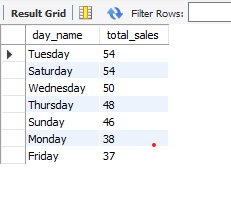 Result Grid Filter Rows:
day_name total_sales
Tuesday 54
Saturday 54
Wednesday 50
Thursday 48
Sunday 46
Monday 38
Friday 37